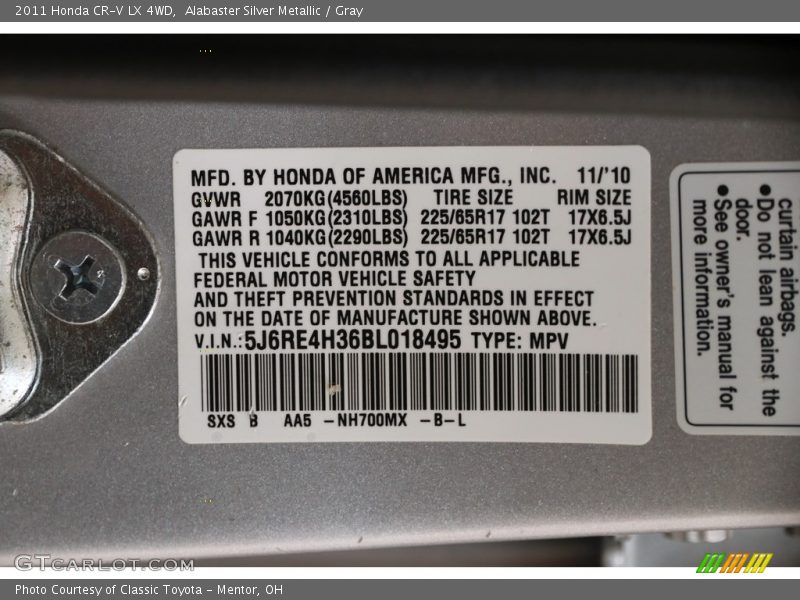 2011 Honda CR-V LX 4WD,  Alabaster Silver Metallic / Gray
MFD. BY HONDA OF AMERICA MFG., INC. 11/'10
GVWR 2070KG(4560LBS) TIRE SIZE RIM SIZE
GAWR F 1050KG(2310LBS) 225/65R17 102T 17X6.5J
GAWR R 1040KG(2290LBS) 225/65R17 102T 17X6.5J
THIS VEHICLE CONFORMS TO ALL APPLICABLE
FEDERAL MOTOR VEHICLE SAFETY
AND THEFT PREVENTION STANDARDS IN EFFECT
ON THE DATE OF MANUFACTURE SHOWN ABOVE.
V.I.N.:5J6RE4H36BL018495 TYPE: MPV
SXS B AA5 -NH700MX -B-L
curtain airbags.
●Do not lean against the
door.
●See owner's manual for
more information.
GTCarLot.com
Photo Courtesy of Classic Toyota - Mentor, OH